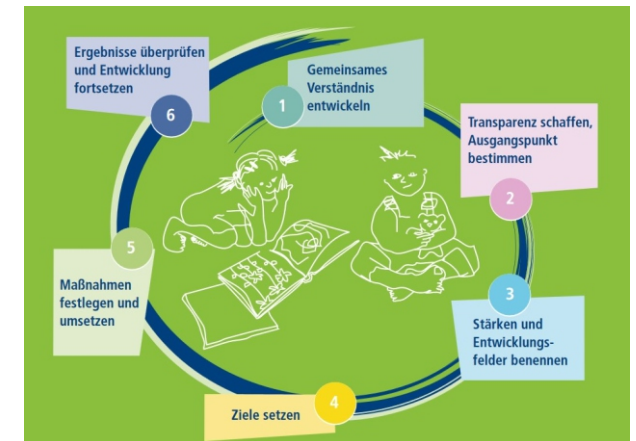 1
Gemeinsames
Verständnis
entwickeln
2
Transparenz schaffen,
Ausgangspunkt
bestimmen
3
Stärken und
Entwicklungs-
felder benennen
4
Ziele setzen
5
Maßnahmen
festlegen und
umsetzen
6
Ergebnisse überprüfen
und Entwicklung
fortsetzen